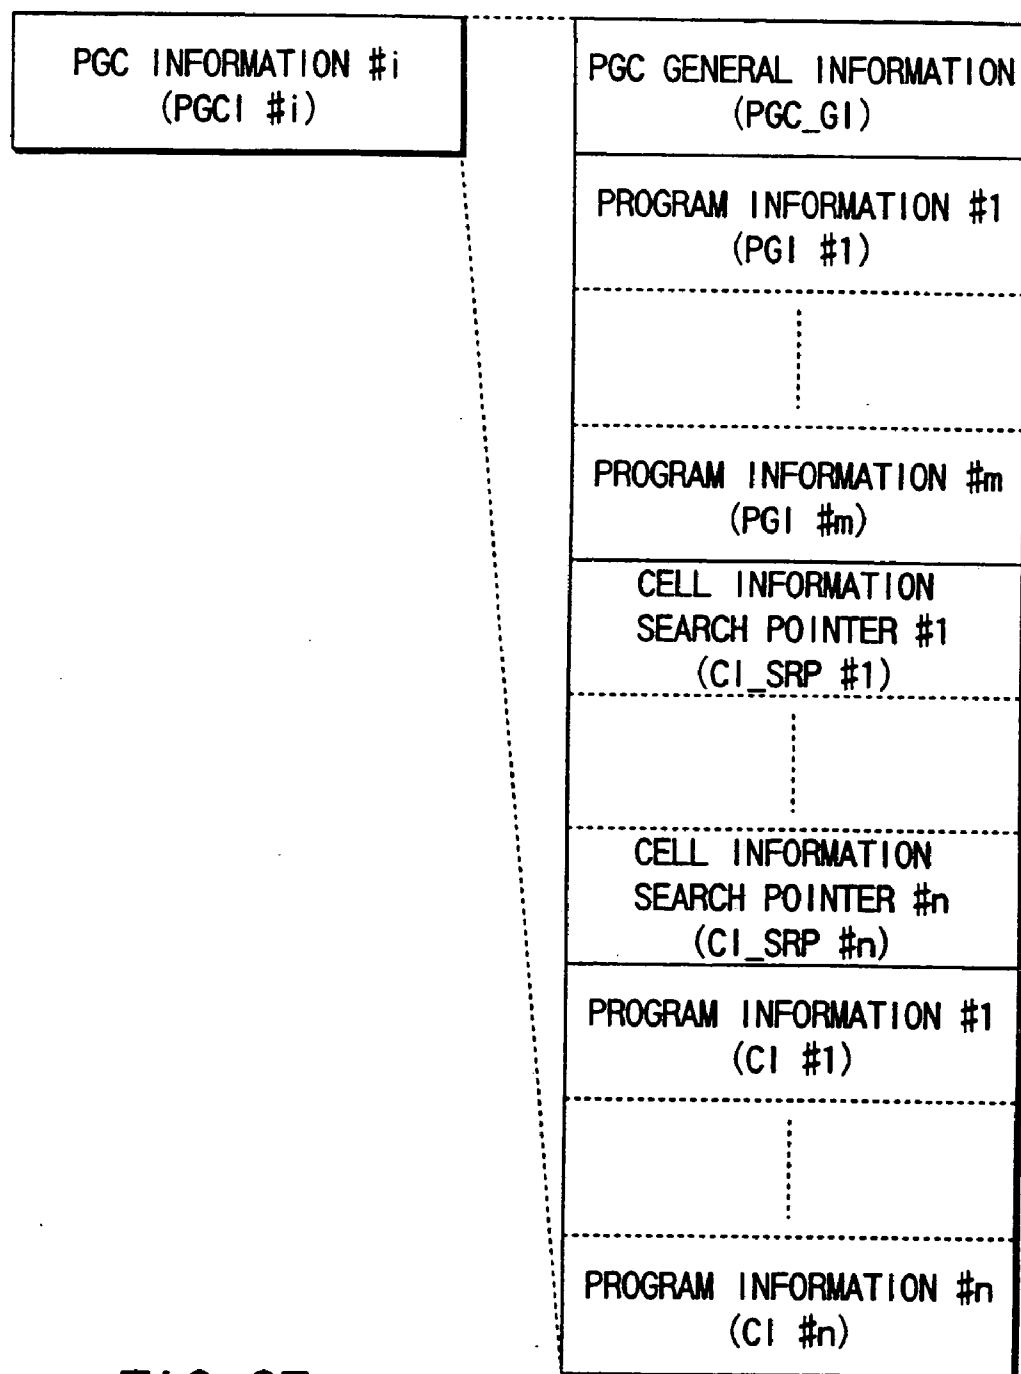 PGC INFORMATION #i
(PGCI #i)
PGC GENERAL INFORMATION
(PGC_GI)
PROGRAM INFORMATION #1
(PGI #1)
PROGRAM INFORMATION #m
(PGI #m)
CELL INFORMATION
SEARCH POINTER #1
(CI_SRP #1)
CELL INFORMATION
SEARCH POINTER #n
(CI_SRP #n)
PROGRAM INFORMATION #1
(CI #1)
PROGRAM INFORMATION #n
(CI #n)